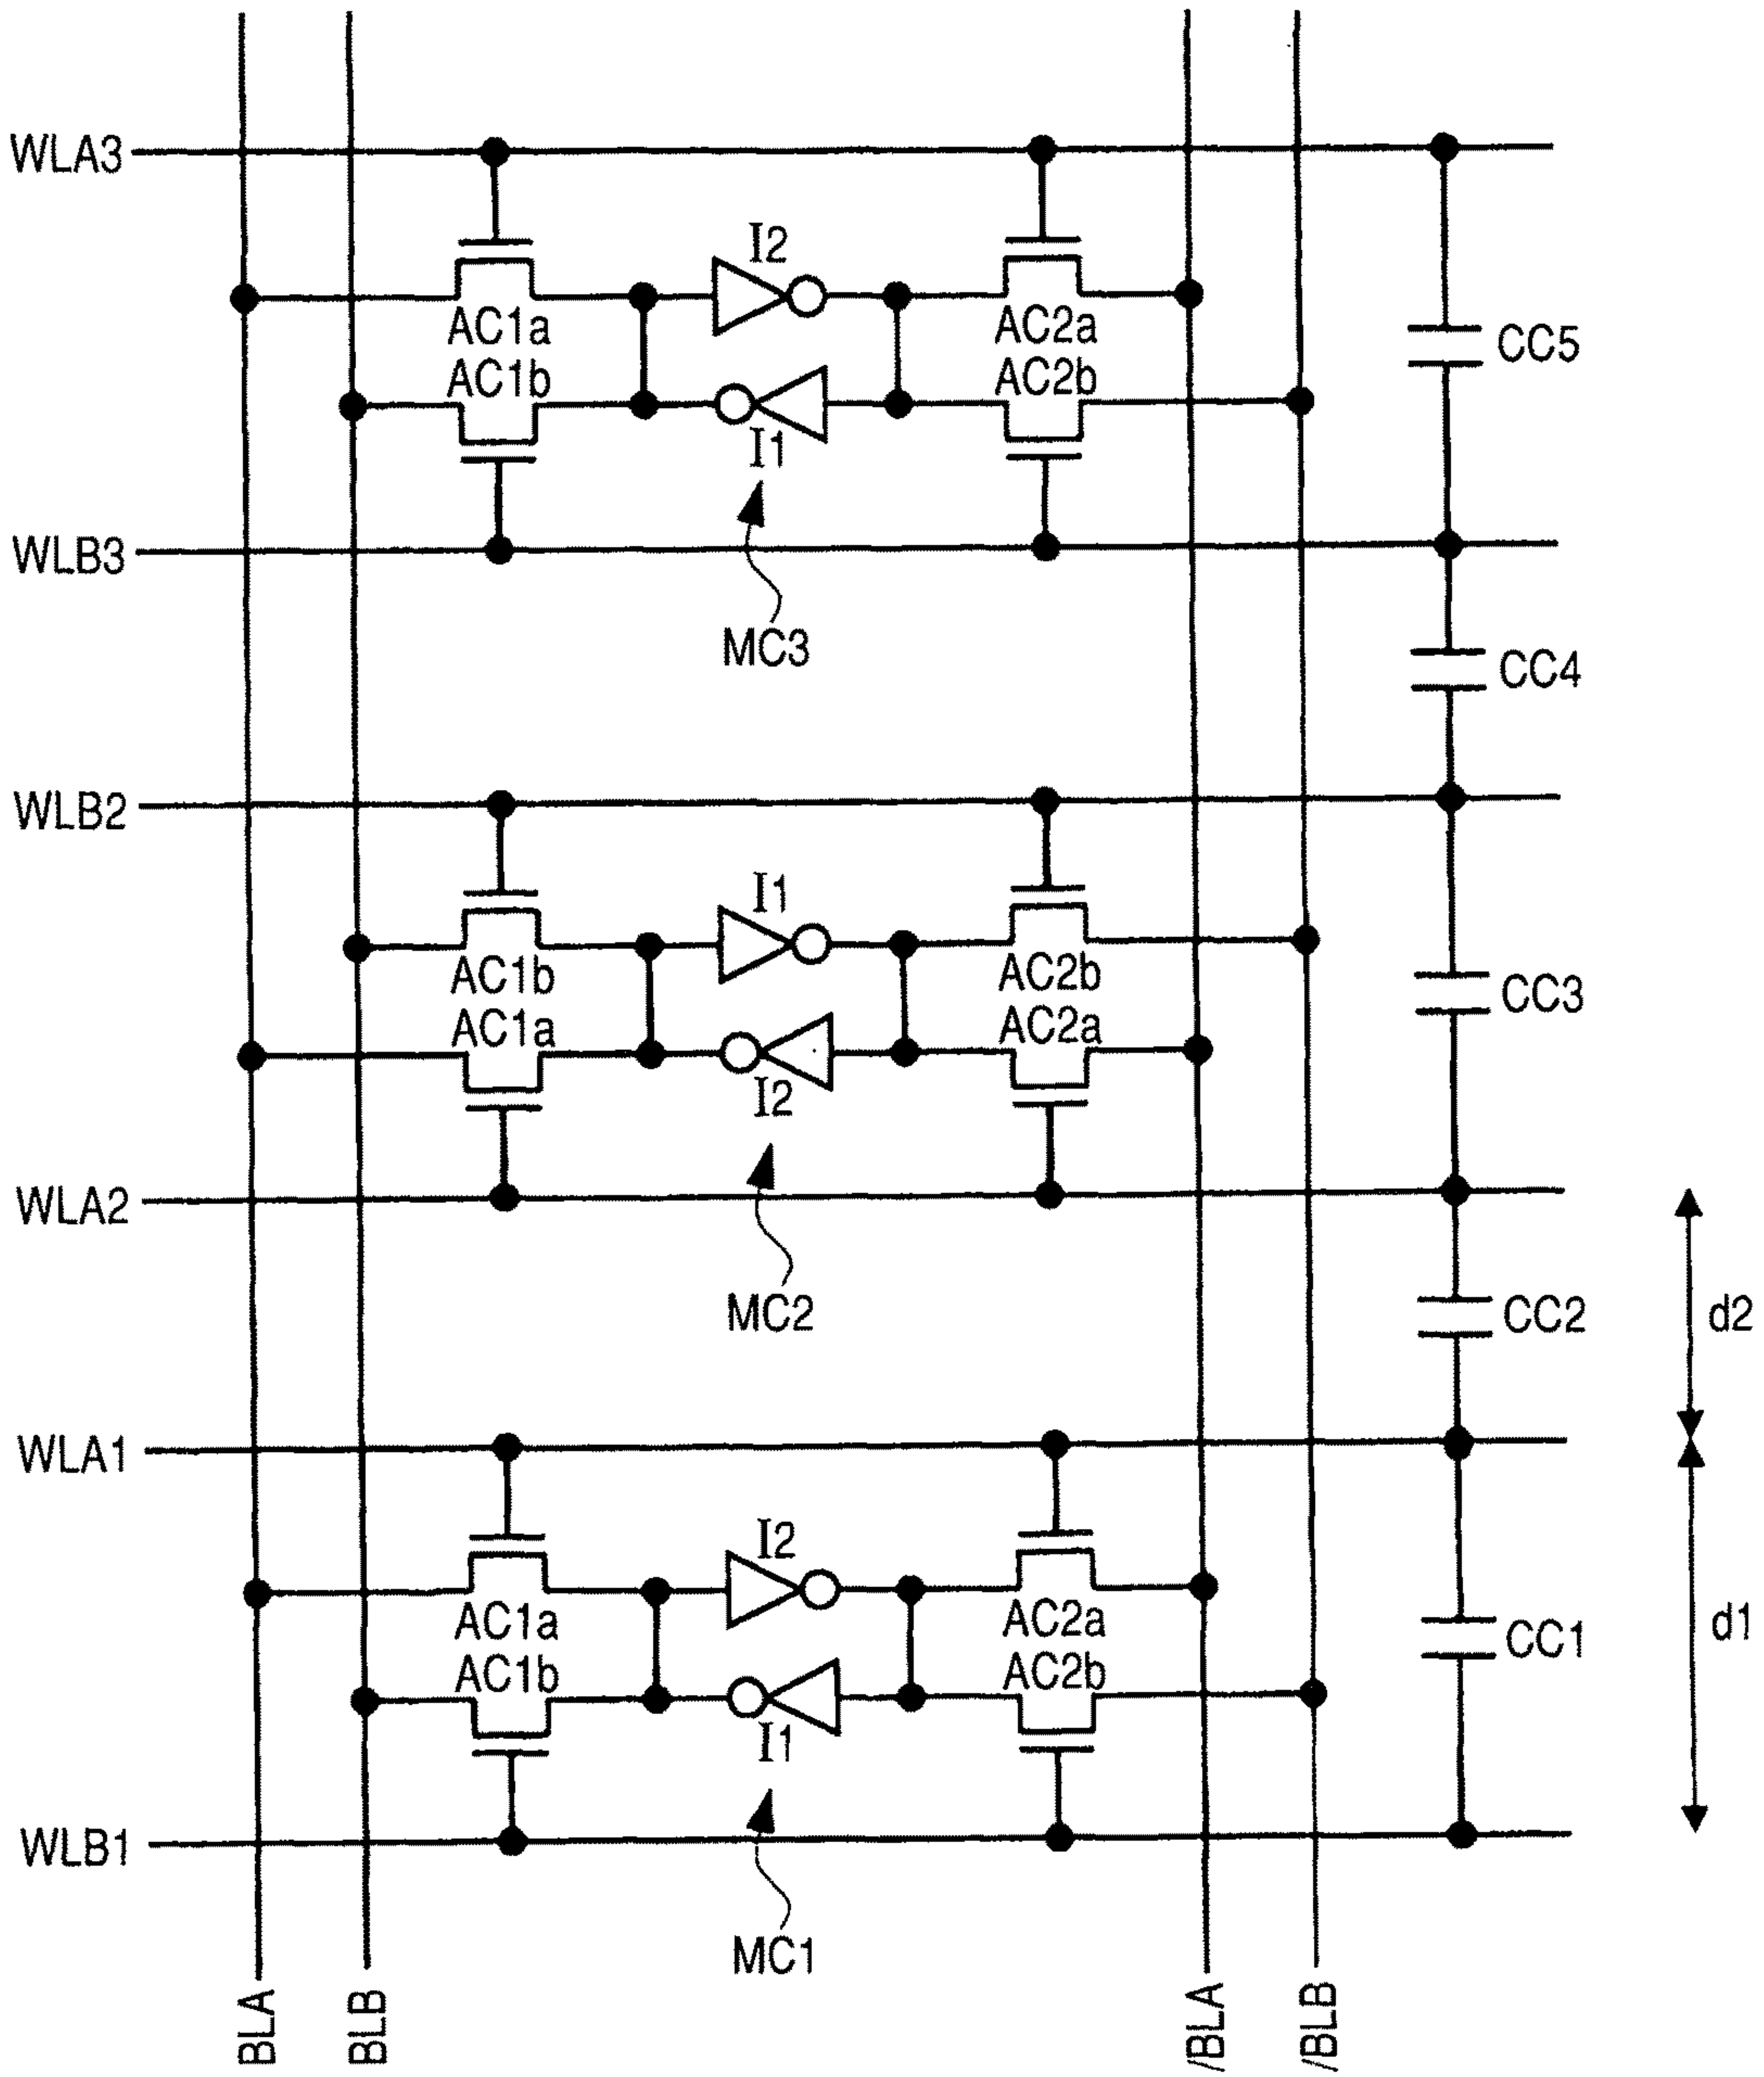 WLA3
I2
AC1a
AC2a
CC5
AC1b
AC2b
I1
WLB3
MC3
CC4
WLB2
I1
AC1b
AC2b
CC3
AC1a
AC2a
I2
WLA2
MC2
CC2
d2
WLA1
I2
AC1a
AC2a
CC1
d1
AC1b
AC2b
I1
WLB1
MC1
BLA
BLB
/BLA
/BLB